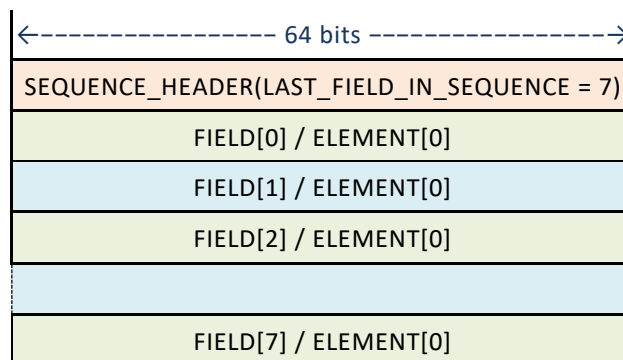 64 bits
SEQUENCE_HEADER(LAST_FIELD_IN_SEQUENCE = 7)
FIELD[0] / ELEMENT[0]
FIELD[1] / ELEMENT[0]
FIELD[2] / ELEMENT[0]
FIELD[7] / ELEMENT[0]